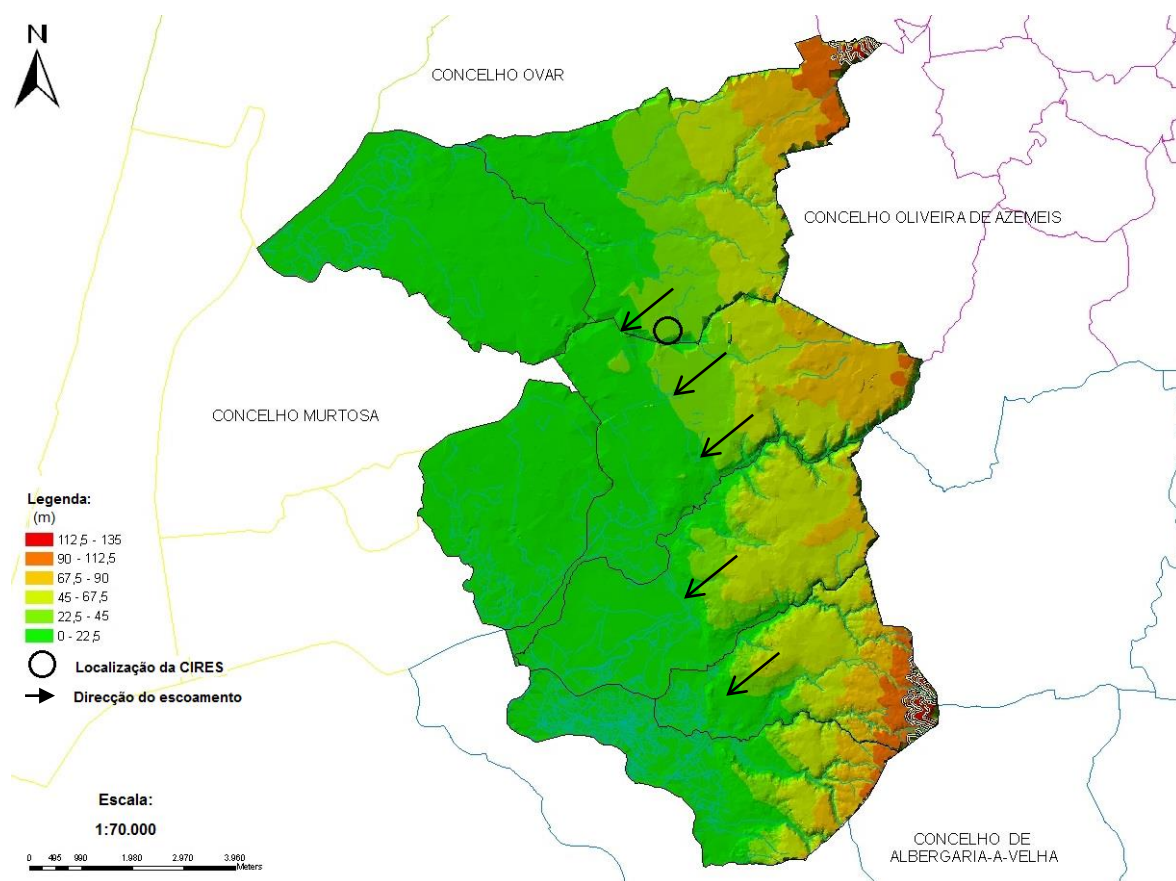 N
CONCELHO OVAR
CONCELHO OLIVEIRA DE AZEMEIS
CONCELHO MURTOSA
Legenda:
(m)
112,5 - 135
90 - 112,5
67,5 - 90
45 - 67,5
22,5 - 45
0 - 22,5
Localização da CIRES
Direcção do escoamento
Escala:
1:70.000
0 495 990 1.980 2.970 3.960
Meters
CONCELHO DE
ALBERGARIA-A-VELHA